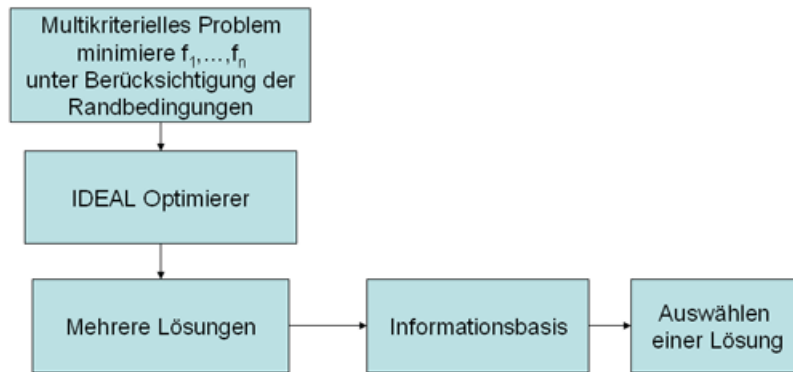 Multikriterielles Problem
minimiere f₁,...,fₙ
unter Berücksichtigung der
Randbedingungen
IDEAL Optimierer
Mehrere Lösungen
Informationsbasis
Auswählen
einer Lösung